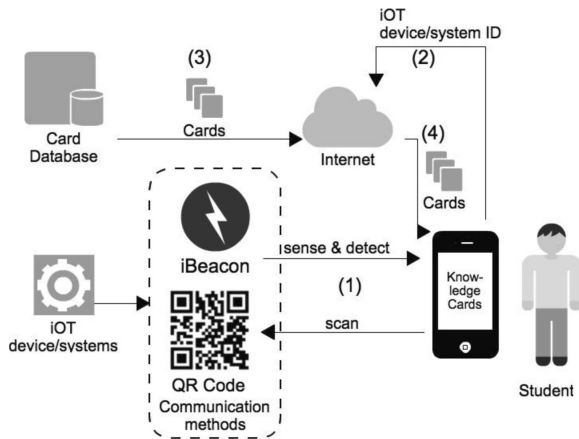 iOT
device/system ID
(3)
(2)
Cards
Card
Database
Internet
(4)
Cards
iBeacon
sense & detect
Know-
ledge
Cards
(1)
iOT
device/systems
scan
QR Code
Communication
methods
Student